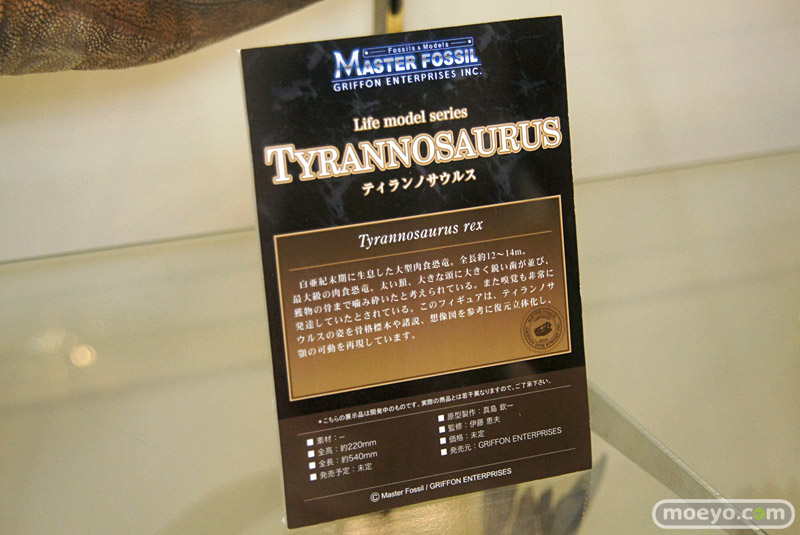 Fossils & Models
MASTER FOSSIL
GRIFFON ENTERPRISES INC.
Life model series
TYRANNOSAURUS
ティランノサウルス
Tyrannosaurus rex
白亜紀末期に生息した大型肉食恐竜。全長約12〜14m。
最大級の肉食恐竜。太い頚、大きな頭に大きく鋭い歯が並び、
獲物の骨まで噛み砕いたと考えられている。また嗅覚も非常に
発達していたとされている。このフィギュアは、ティランノサ
ウルスの姿を骨格標本や諸説、想像図を参考に復元立体化し、
顎の可動を再現しています。
*こちらの展示品は開発中のものです。実際の商品とは若干異なりますので、ご了承下さい。
■ 素材：−
■ 全高：約220mm
■ 全長：約540mm
■ 発売予定：未定
■ 原型製作：真島 欽一
■ 監修：伊藤 恵夫
■ 価格：未定
■ 発売元：GRIFFON ENTERPRISES
© Master Fossil / GRIFFON ENTERPRISES
moeyo.com